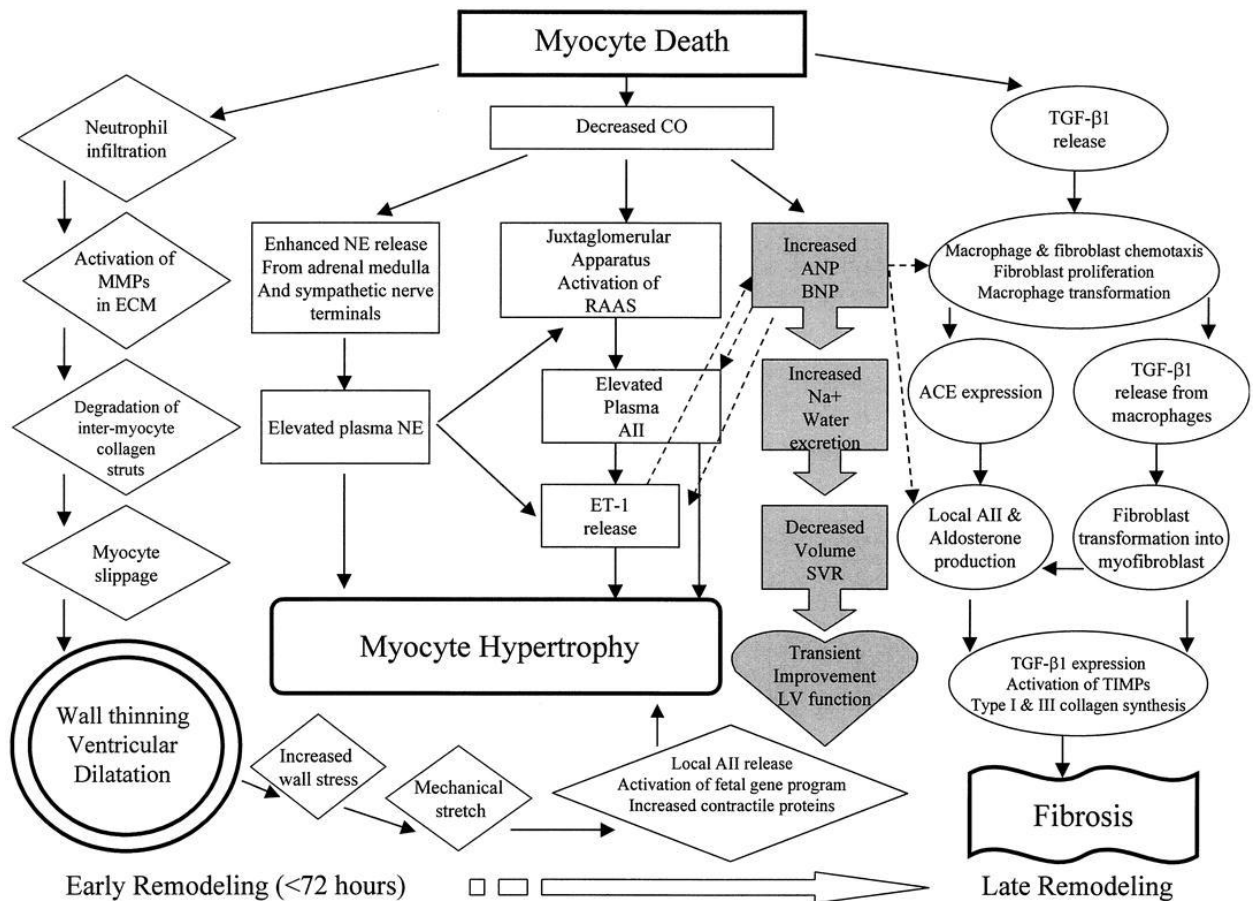 Myocyte Death
Neutrophil
infiltration
Decreased CO
TGF-β1
release
Activation of
MMPs
in ECM
Enhanced NE release
From adrenal medulla
And sympathetic nerve
terminals
Juxtaglomerular
Apparatus
Activation of
RAAS
Increased
ANP
BNP
Macrophage & fibroblast chemotaxis
Fibroblast proliferation
Macrophage transformation
Degradation of
inter-myocyte
collagen
struts
Elevated plasma NE
Elevated
Plasma
AII
Increased
Na+
Water
excretion
ACE expression
TGF-β1
release from
macrophages
Myocyte
slippage
ET-1
release
Decreased
Volume
SVR
Local AII &
Aldosterone
production
Fibroblast
transformation into
myofibroblast
Myocyte Hypertrophy
Transient
Improvement
LV function
TGF-β1 expression
Activation of TIMPs
Type I & III collagen synthesis
Wall thinning
Ventricular
Dilatation
Increased
wall stress
Mechanical
stretch
Local AII release
Activation of fetal gene program
Increased contractile proteins
Fibrosis
Early Remodeling (<72 hours)
Late Remodeling